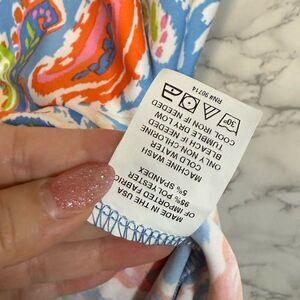 MADE IN THE USA
OF IMPORTED FABRIC
95% POLYESTER
5% SPANDEX
MACHINE WASH
COLD WATER
ONLY NON-CHLORINE
BLEACH IF NEEDED
TUMBLE DRY LOW
COOL IRON IF NEEDED
30°
RN# 90714